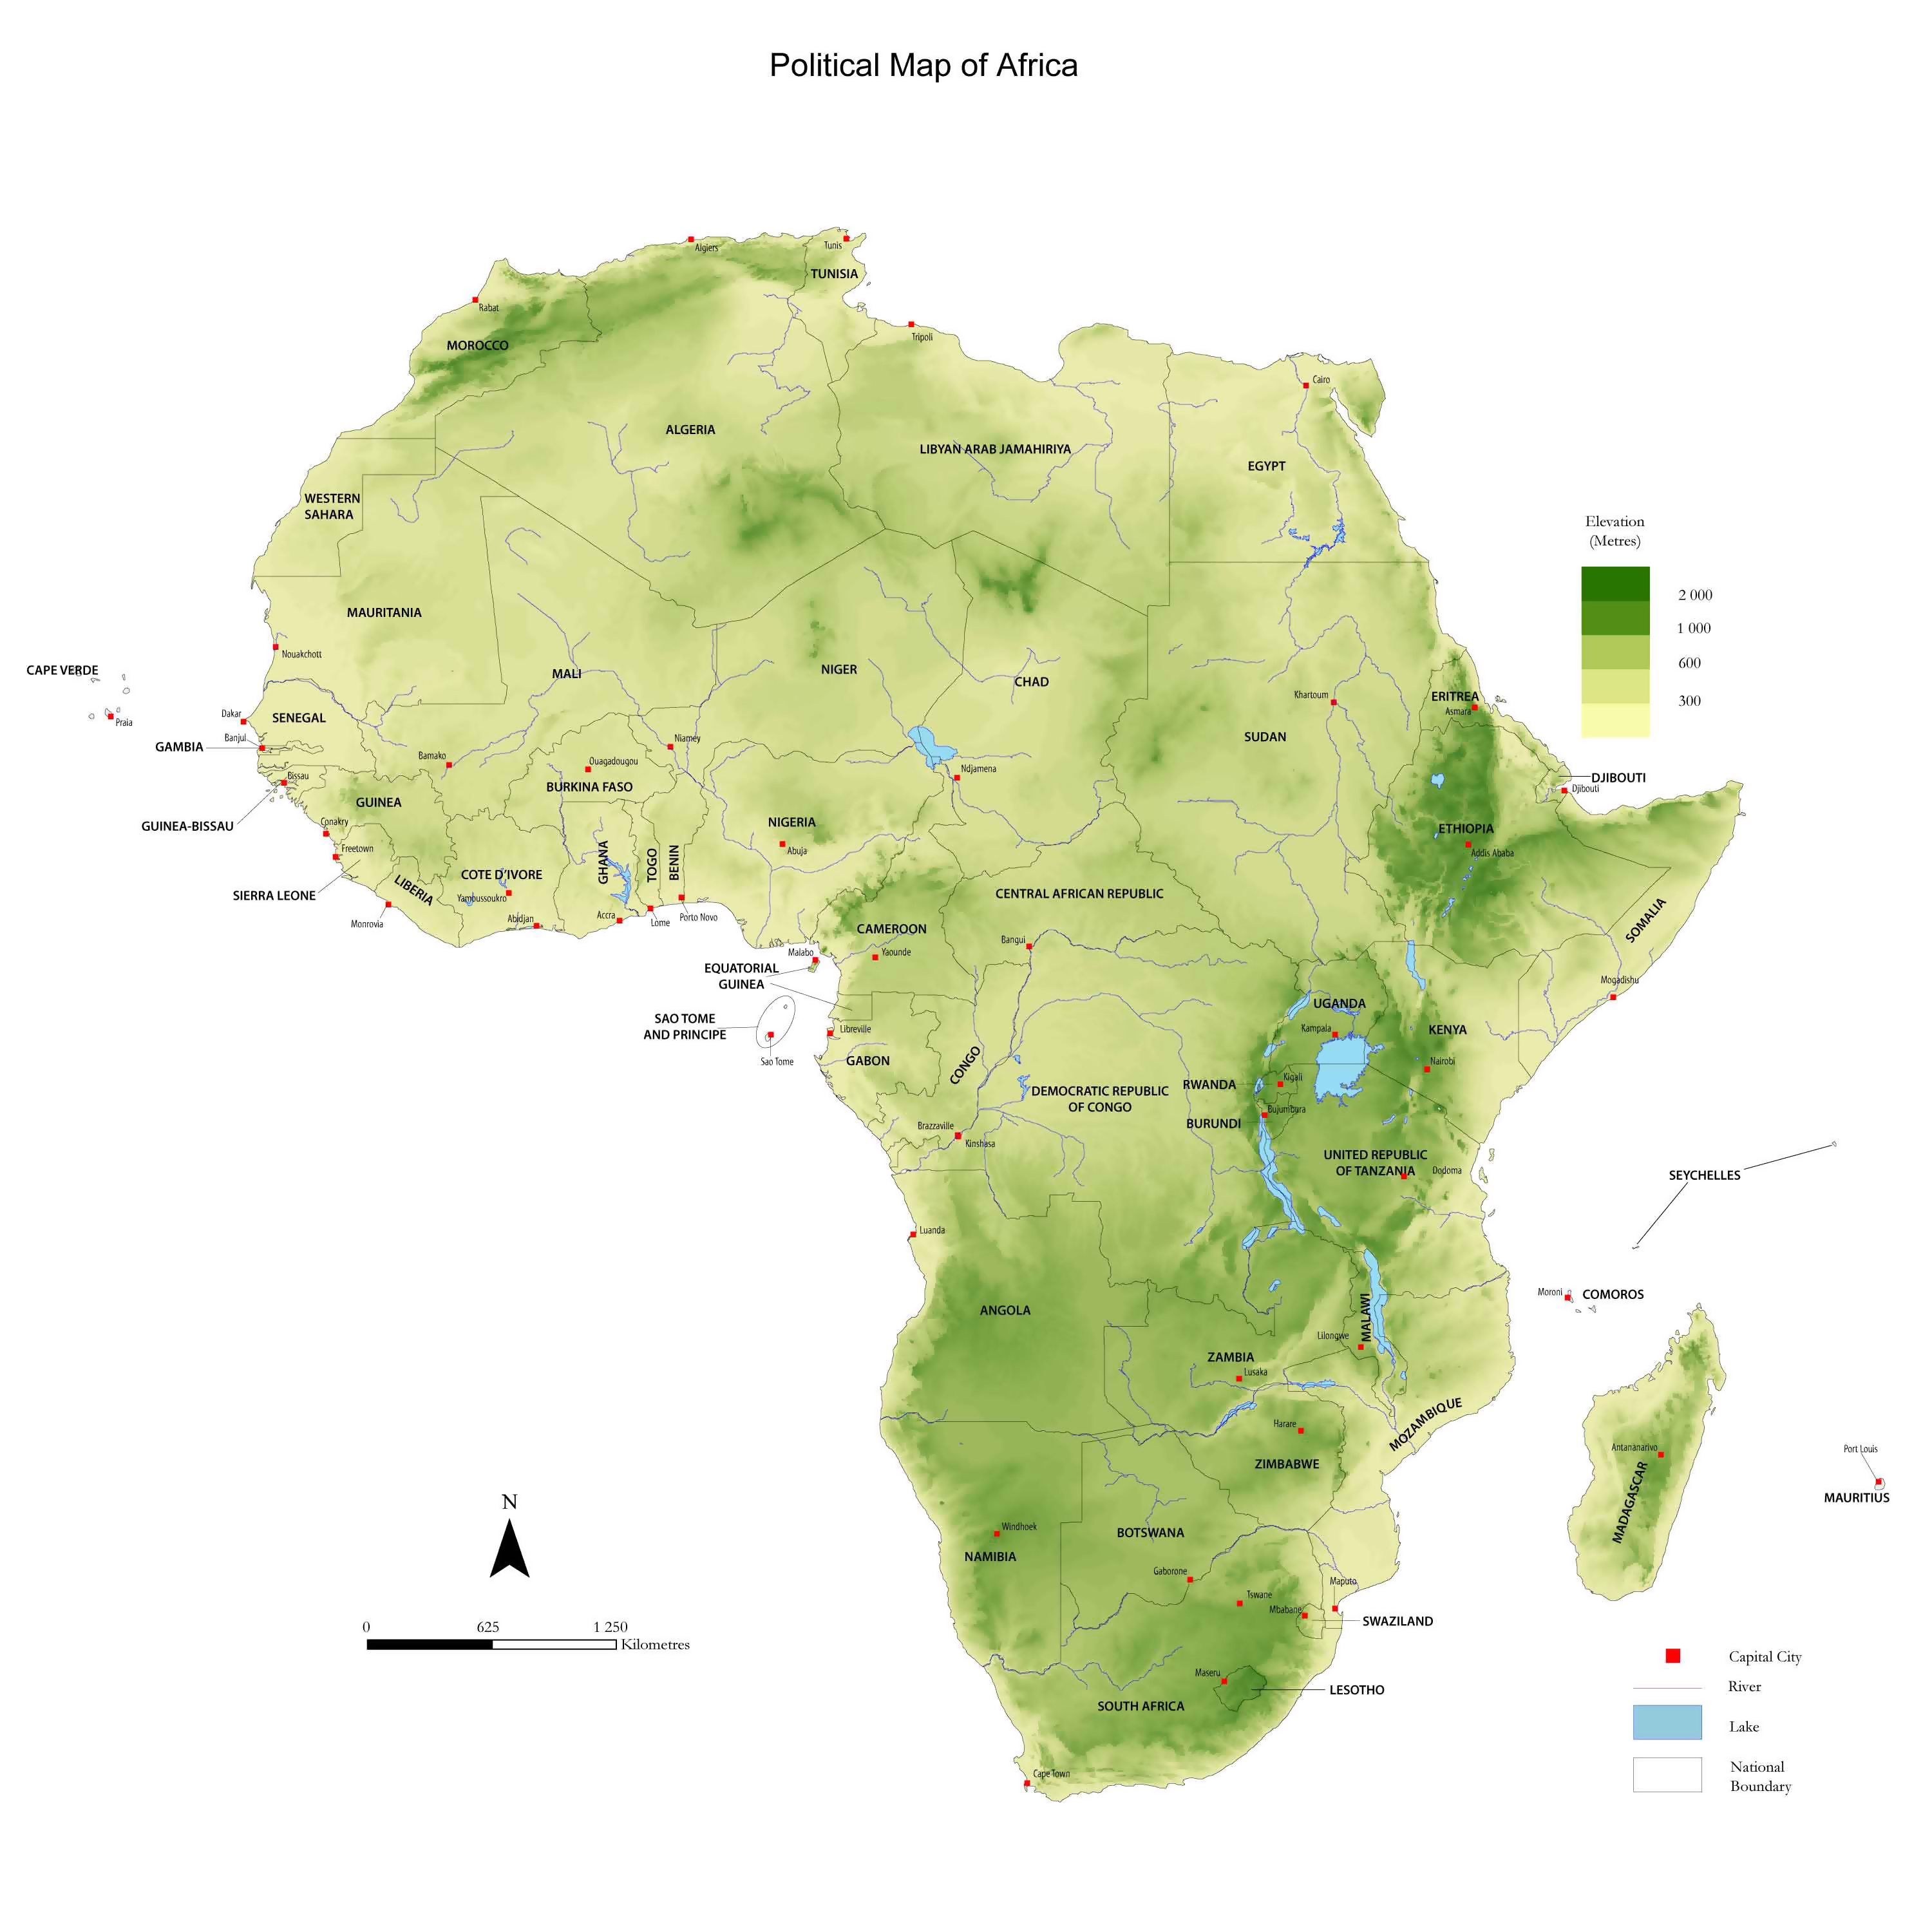 Political Map of Africa
Algiers
Tunis
TUNISIA
Rabat
MOROCCO
Tripoli
Cairo
ALGERIA
LIBYAN ARAB JAMAHIRIYA
EGYPT
WESTERN
SAHARA
Elevation
(Metres)
2 000
1 000
600
300
MAURITANIA
Nouakchott
CAPE VERDE
Praia
MALI
NIGER
CHAD
Khartoum
ERITREA
Asmara
SUDAN
Dakar
SENEGAL
Banjul
GAMBIA
Bamako
Niamey
Ouagadougou
BURKINA FASO
Ndjamena
DJIBOUTI
Djibouti
Bissau
GUINEA
GUINEA-BISSAU
Conakry
Freetown
NIGERIA
Abuja
ETHIOPIA
Addis Ababa
SIERRA LEONE
LIBERIA
Monrovia
COTE D'IVORE
Yambussoukro
Abidjan
GHANA
TOGO
BENIN
Accra
Lome
Porto Novo
CENTRAL AFRICAN REPUBLIC
CAMEROON
Yaounde
Bangui
SOMALIA
Mogadishu
Malabo
EQUATORIAL
GUINEA
SAO TOME
AND PRINCIPE
Sao Tome
Libreville
GABON
CONGO
UGANDA
Kampala
KENYA
Nairobi
DEMOCRATIC REPUBLIC
OF CONGO
RWANDA
Kigali
BURUNDI
Bujumbura
Brazzaville
Kinshasa
UNITED REPUBLIC
OF TANZANIA
Dodoma
SEYCHELLES
Luanda
ANGOLA
Moroni
COMOROS
MALAWI
Lilongwe
ZAMBIA
Lusaka
MOZAMBIQUE
Harare
ZIMBABWE
Antananarivo
MADAGASCAR
Port Louis
MAURITIUS
N
Windhoek
NAMIBIA
BOTSWANA
Gaborone
Tswane
Maputo
Mbabane
SWAZILAND
0
625
1 250
Kilometres
Maseru
LESOTHO
SOUTH AFRICA
Cape Town
Capital City
River
Lake
National
Boundary